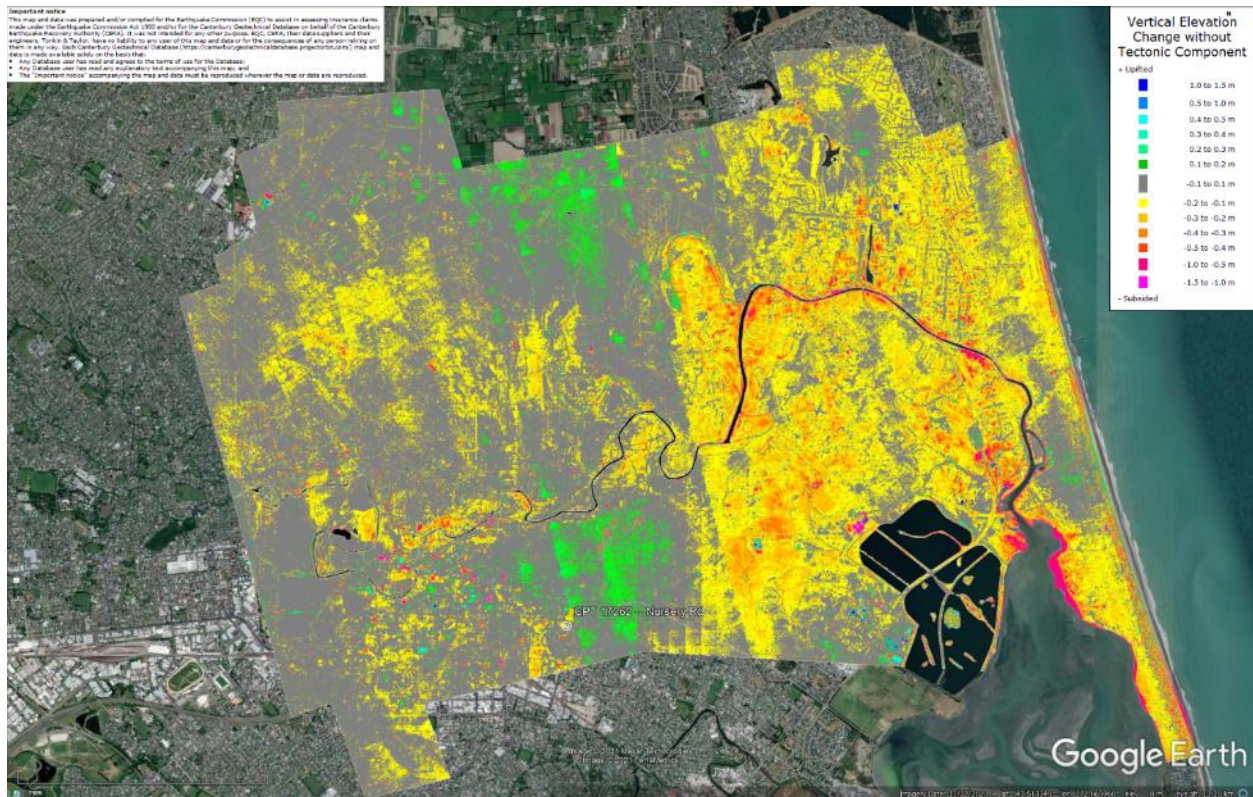 Important notice
This map and data was prepared and/or compiled for the Earthquake Commission (EQC) to assist in assessing insurance claims
made under the Earthquake Commission Act 1993 and/or for the Canterbury Geotechnical Database on behalf of the Canterbury
Earthquake Recovery Authority (CERA). It was not intended for any other purpose. EQC, CERA, their data suppliers and their
engineers, Tonkin & Taylor, have no liability to any user of this map and data or for the consequences of any person relying on
them in any way. Each Canterbury Geotechnical Database (https://canterburygeotechnicaldatabase.projectorbit.com/) map and
data is made available solely on the basis that:
• Any Database user has read and agrees to the terms of use for the Database;
• Any Database user has read any explanatory text accompanying this map; and
• The "Important notice" accompanying the map and data must be reproduced wherever the map or data are reproduced.
N
Vertical Elevation
Change without
Tectonic Component
+ Uplifted
1.0 to 1.5 m
0.5 to 1.0 m
0.4 to 0.5 m
0.3 to 0.4 m
0.2 to 0.3 m
0.1 to 0.2 m
-0.1 to 0.1 m
-0.2 to -0.1 m
-0.3 to -0.2 m
-0.4 to -0.3 m
-0.5 to -0.4 m
-1.0 to -0.5 m
-1.5 to -1.0 m
- Subsided
Nursery Rd
Image © 2021 Maxar Technologies
Google Earth
Imagery Date: